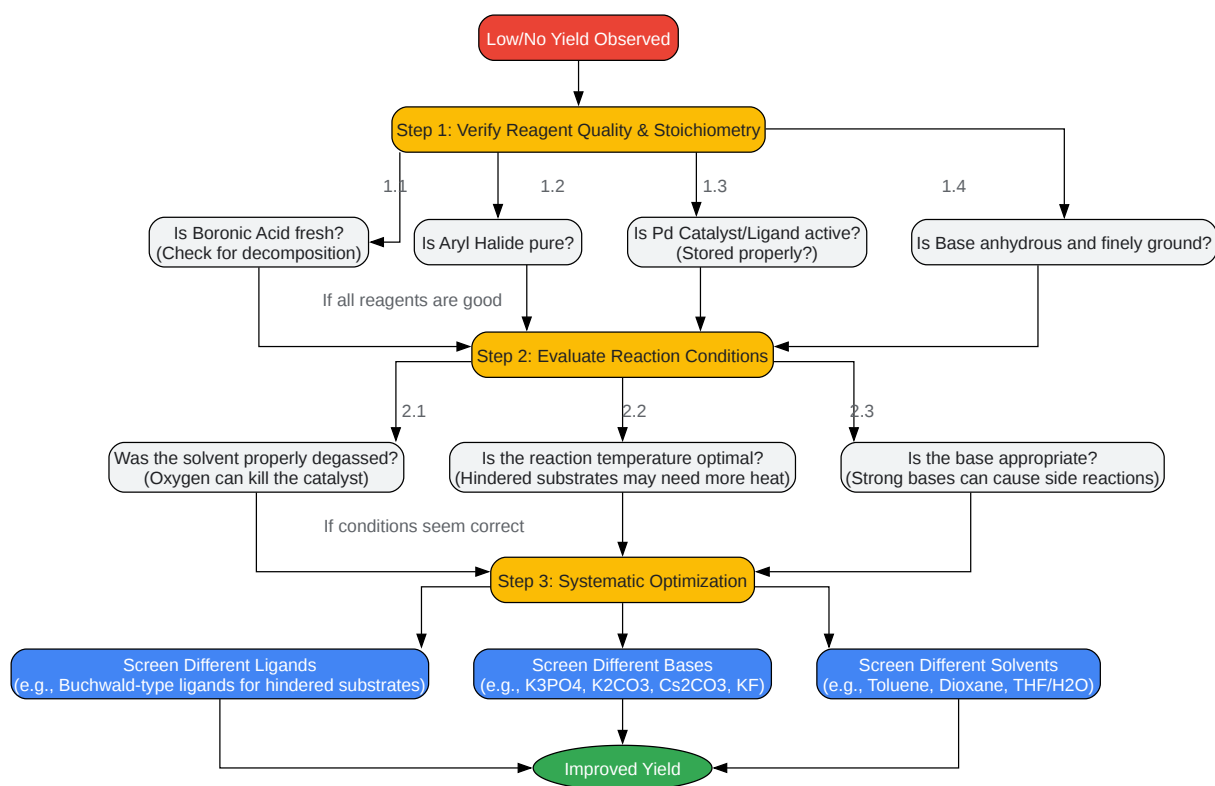 Low/No Yield Observed
Step 1: Verify Reagent Quality & Stoichiometry
1.1
1.2
1.3
1.4
Is Boronic Acid fresh?
(Check for decomposition)
Is Aryl Halide pure?
Is Pd Catalyst/Ligand active?
(Stored properly?)
Is Base anhydrous and finely ground?
If all reagents are good
Step 2: Evaluate Reaction Conditions
2.1
2.2
2.3
Was the solvent properly degassed?
(Oxygen can kill the catalyst)
Is the reaction temperature optimal?
(Hindered substrates may need more heat)
Is the base appropriate?
(Strong bases can cause side reactions)
If conditions seem correct
Step 3: Systematic Optimization
Screen Different Ligands
(e.g., Buchwald-type ligands for hindered substrates)
Screen Different Bases
(e.g., K3PO4, K2CO3, Cs2CO3, KF)
Screen Different Solvents
(e.g., Toluene, Dioxane, THF/H2O)
Improved Yield